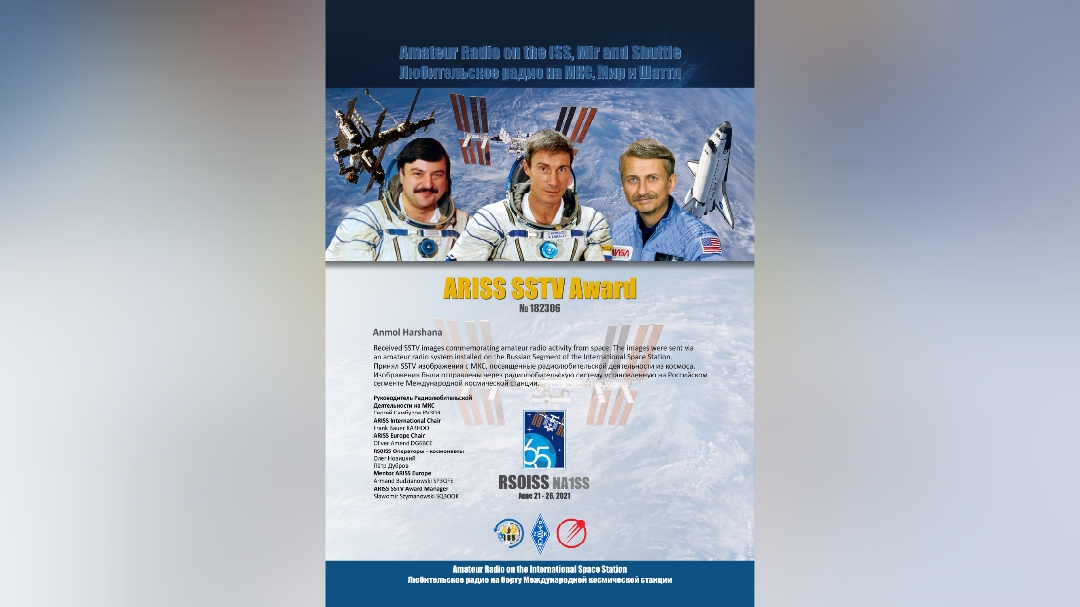 Amateur Radio on the ISS, Mir and Shuttle
Любительское радио на МКС, Мир и Шаттл
NASA
ARISS SSTV Award
№ 182306
Anmol Harshana
Received SSTV images commemorating amateur radio activity from space. The images were sent via
an amateur radio system installed on the Russian Segment of the International Space Station.
Принял SSTV изображения с МКС, посвященные радиолюбительской деятельности из космоса.
Изображения была отправлены через радиолюбительскую систему установленную на Российском
сегменте Международной космической станции.
Руководитель Радиолюбительской
Деятельности на МКС
Сергей Самбуров RV3DR
ARISS International Chair
Frank Bauer KA3HDO
ARISS Europe Chair
Oliver Amend DG6BCE
RS0ISS Операторы - космонавты
Олег Новицкий
Пётр Дубров
Mentor ARISS Europe
Armand Budzianowski SP3QFE
ARISS SSTV Award Manager
Slawomir Szymanowski SQ3OOK
65
RS0ISS NA1SS
June 21 - 26, 2021
Amateur Radio on the International Space Station
Любительское радио на борту Международной космической станции